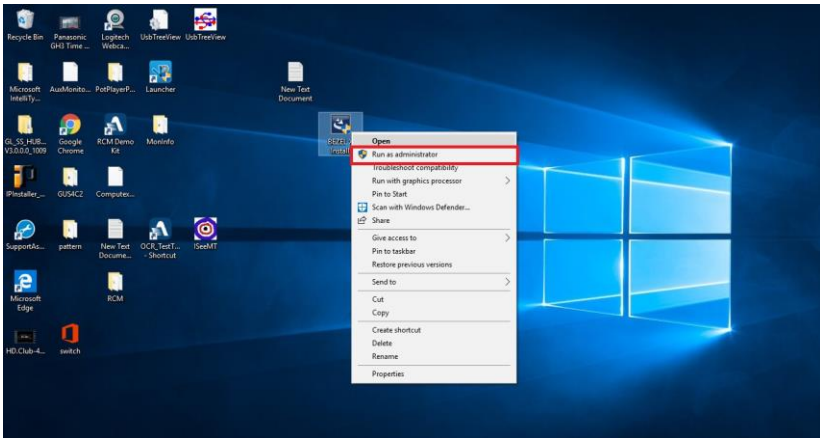 Recycle Bin
Panasonic
GH3 Time ...
Logitech
Webca...
UsbTreeView
UsbTreeView
Microsoft
IntelliTy...
AuxMonito...
PotPlayerP...
Launcher
New Text
Document
GL_SS_HUB...
V3.0.0.0_1009
Google
Chrome
RCM Demo
Kit
MonInfo
IPInstaller_...
GUS4C2
Computex...
SupportAs...
pattern
New Text
Docume...
OCR_TestT...
- Shortcut
ISeeMT
Microsoft
Edge
RCM
HD.Club-4...
switch
Open
Run as administrator
Troubleshoot compatibility
Run with graphics processor
Pin to Start
Scan with Windows Defender...
Share
Give access to
Pin to taskbar
Restore previous versions
Send to
Cut
Copy
Create shortcut
Delete
Rename
Properties